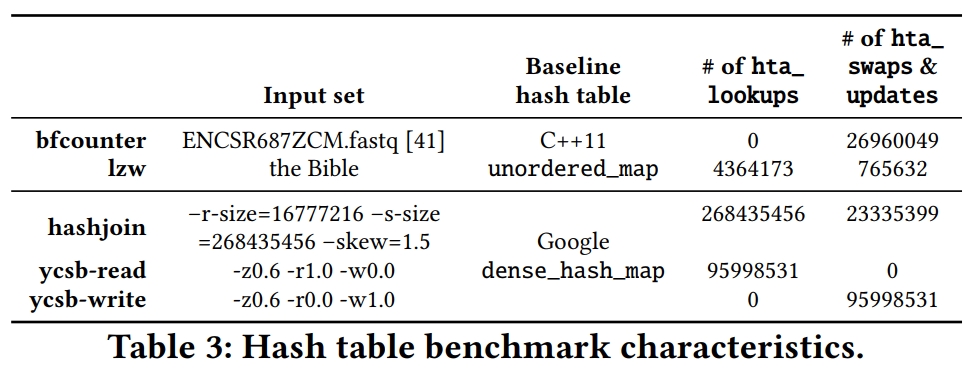 Input set Baseline hash table # of hta_ lookups # of hta_ swaps & updates
bfcounter ENCSR687ZCM.fastq [41] C++11 0 26960049
lzw the Bible unordered_map 4364173 765632
hashjoin –r-size=16777216 –s-size =268435456 –skew=1.5 Google dense_hash_map 268435456 23335399
ycsb-read -z0.6 -r1.0 -w0.0 95998531 0
ycsb-write -z0.6 -r0.0 -w1.0 0 95998531
Table 3: Hash table benchmark characteristics.